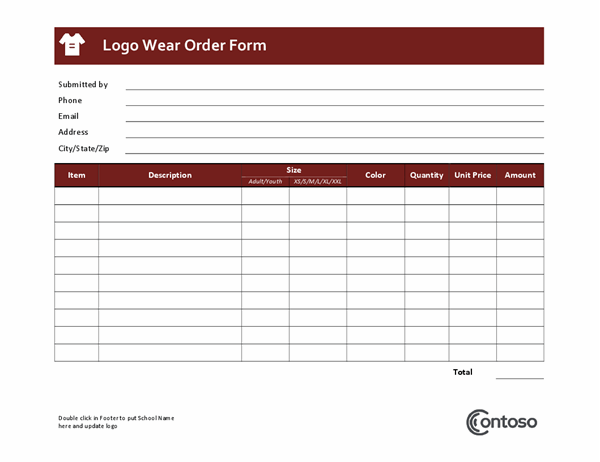 Logo Wear Order Form
Submitted by
Phone
Email
Address
City/State/Zip
Item Description Size Color Quantity Unit Price Amount
Adult/Youth XS/S/M/L/XL/XXL
Total
Double click in Footer to put School Name
here and update logo
Contoso